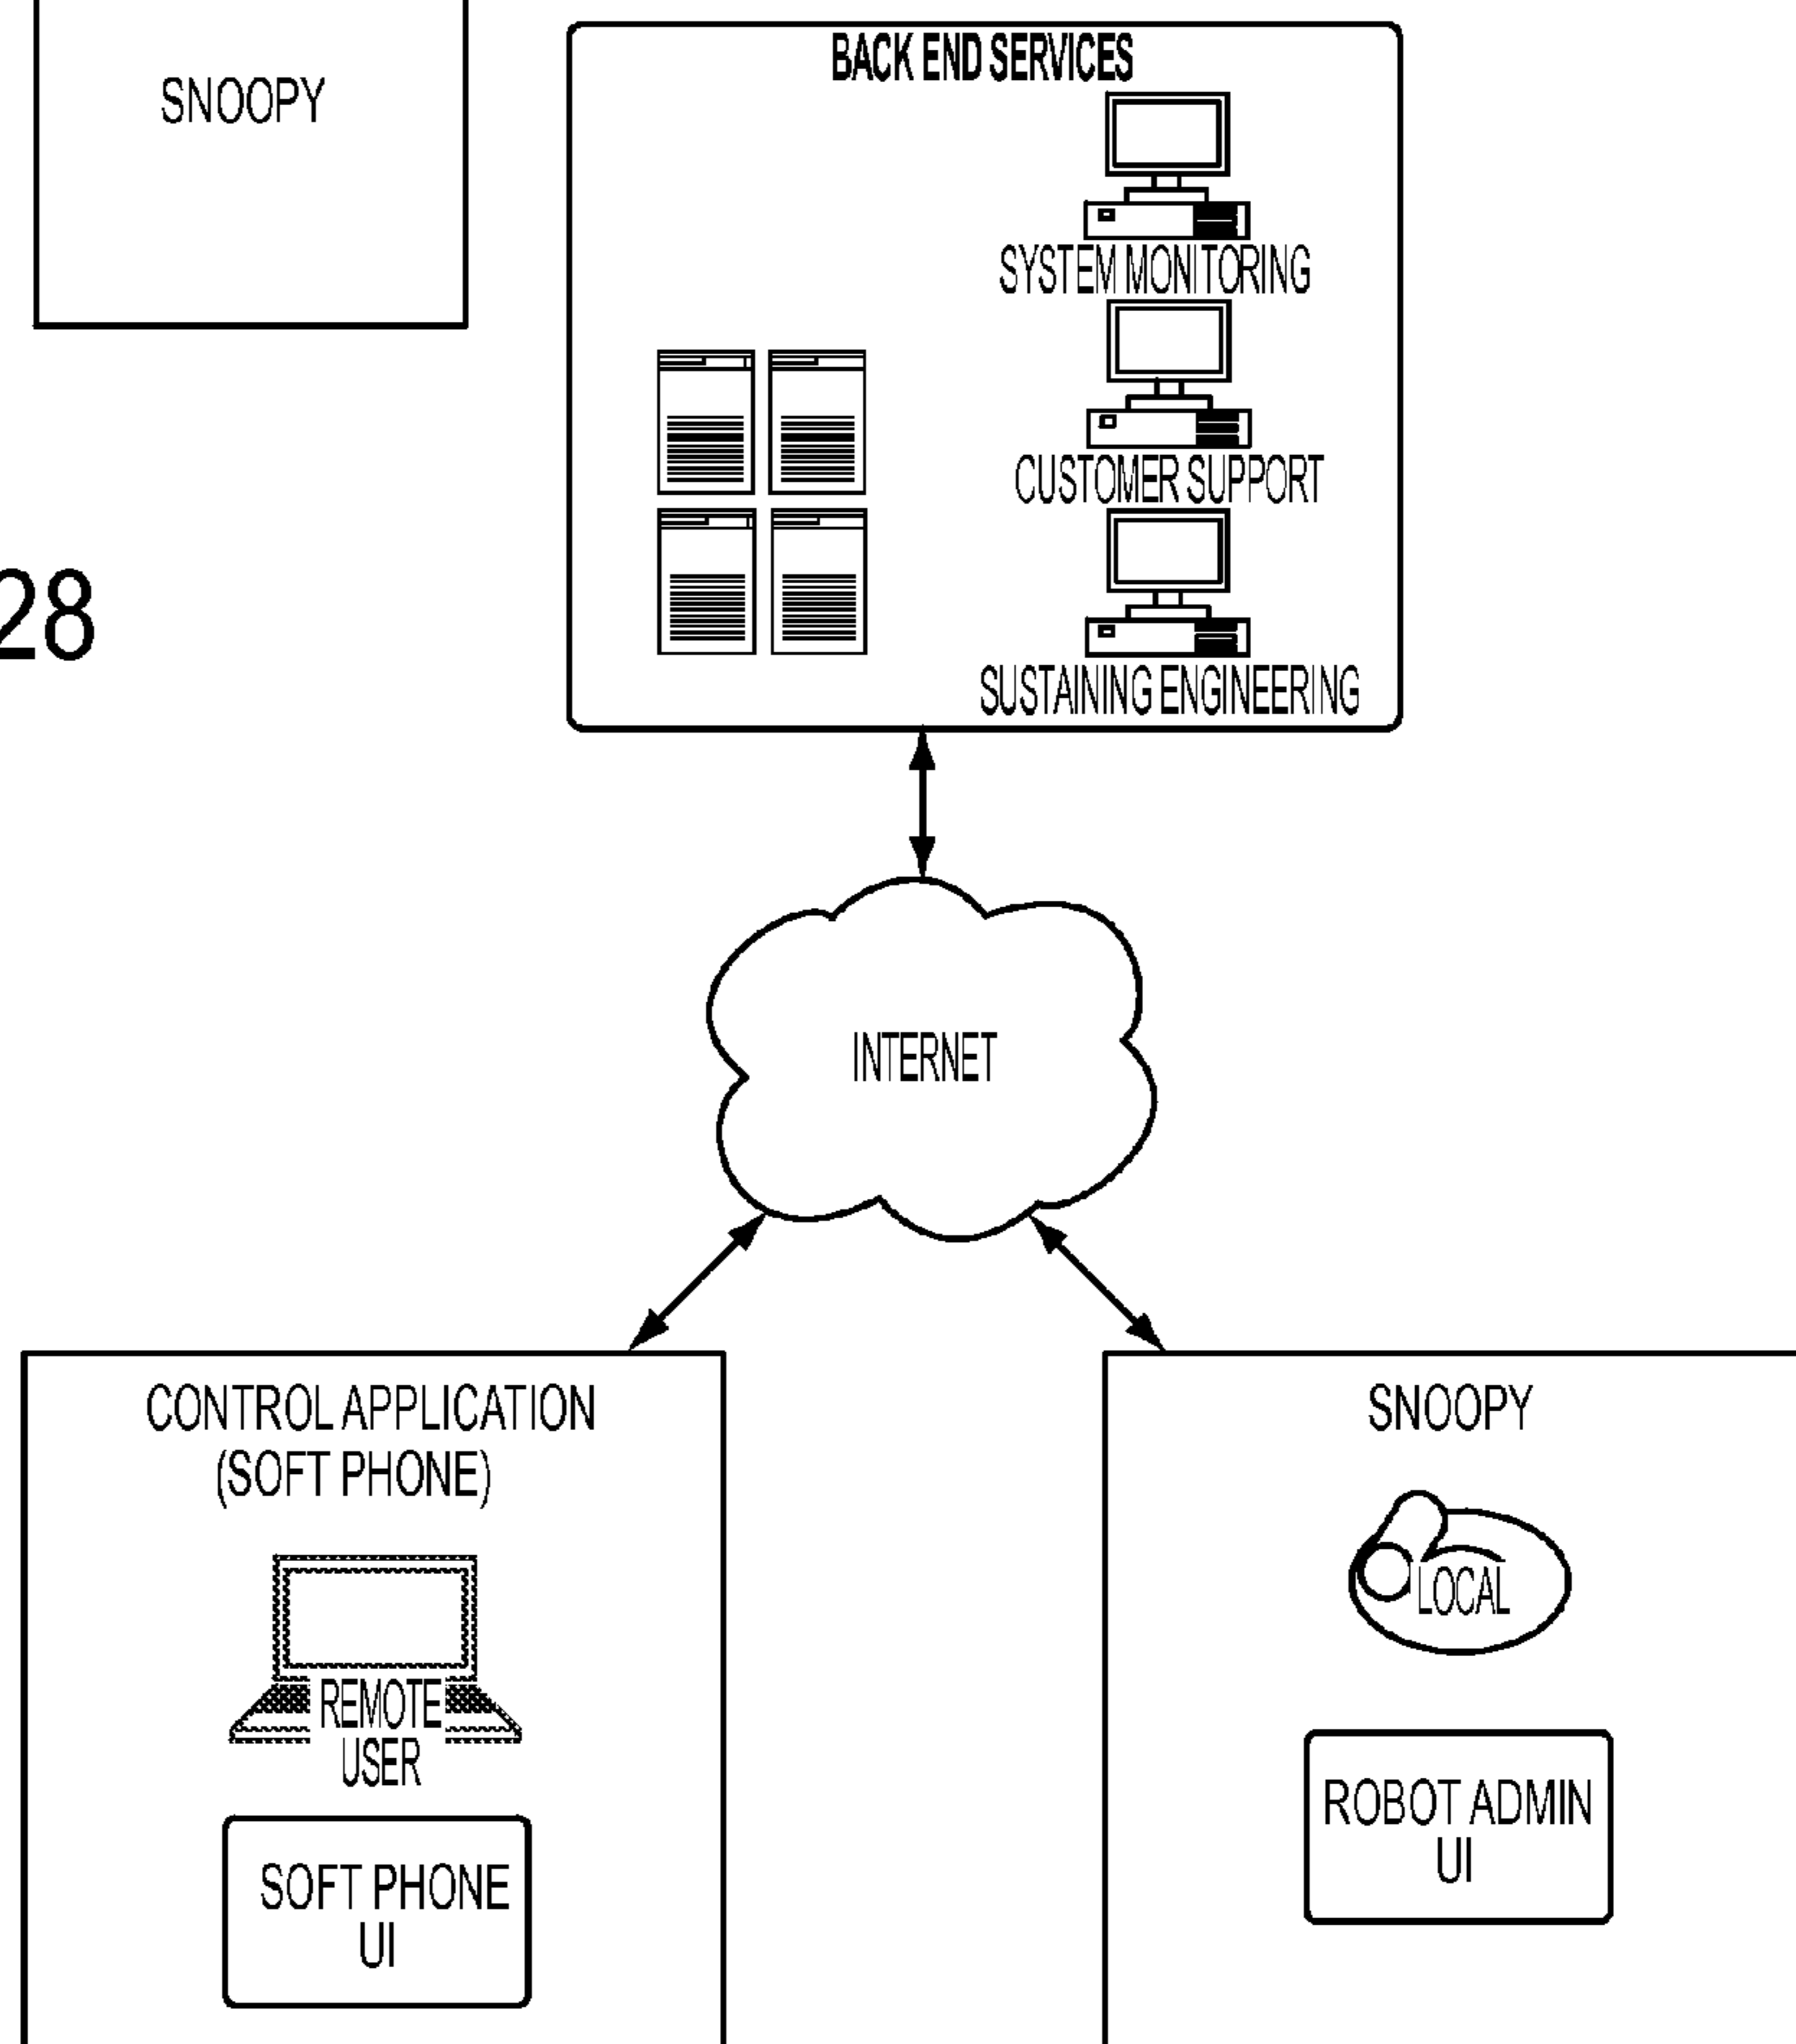 SNOOPY
BACK END SERVICES
SYSTEM MONITORING
CUSTOMER SUPPORT
SUSTAINING ENGINEERING
28
INTERNET
CONTROL APPLICATION
(SOFT PHONE)
REMOTE
USER
SOFT PHONE
UI
SNOOPY
LOCAL
ROBOT ADMIN
UI